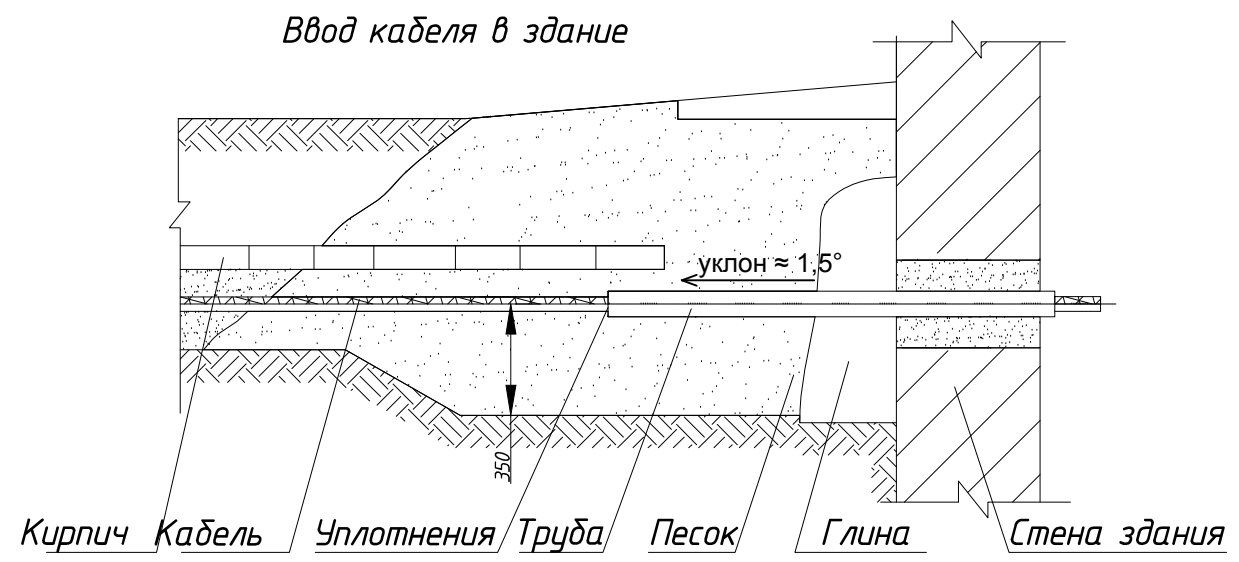 Ввод кабеля в здание
уклон ≈ 1,5°
350
Кирпич Кабель Уплотнения Труба Песок Глина Стена здания